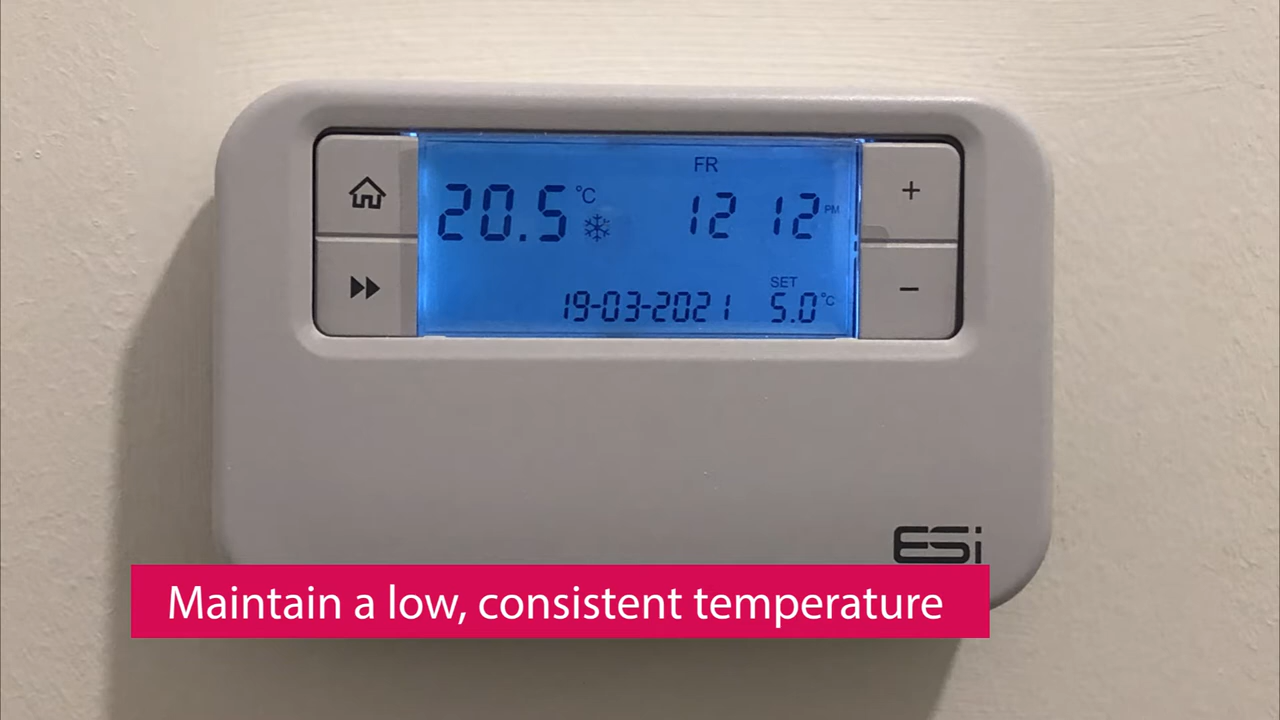 FR
20.5 °C 12 12 PM
SET
19-03-2021 5.0 °C
+
−
ESi
Maintain a low, consistent temperature